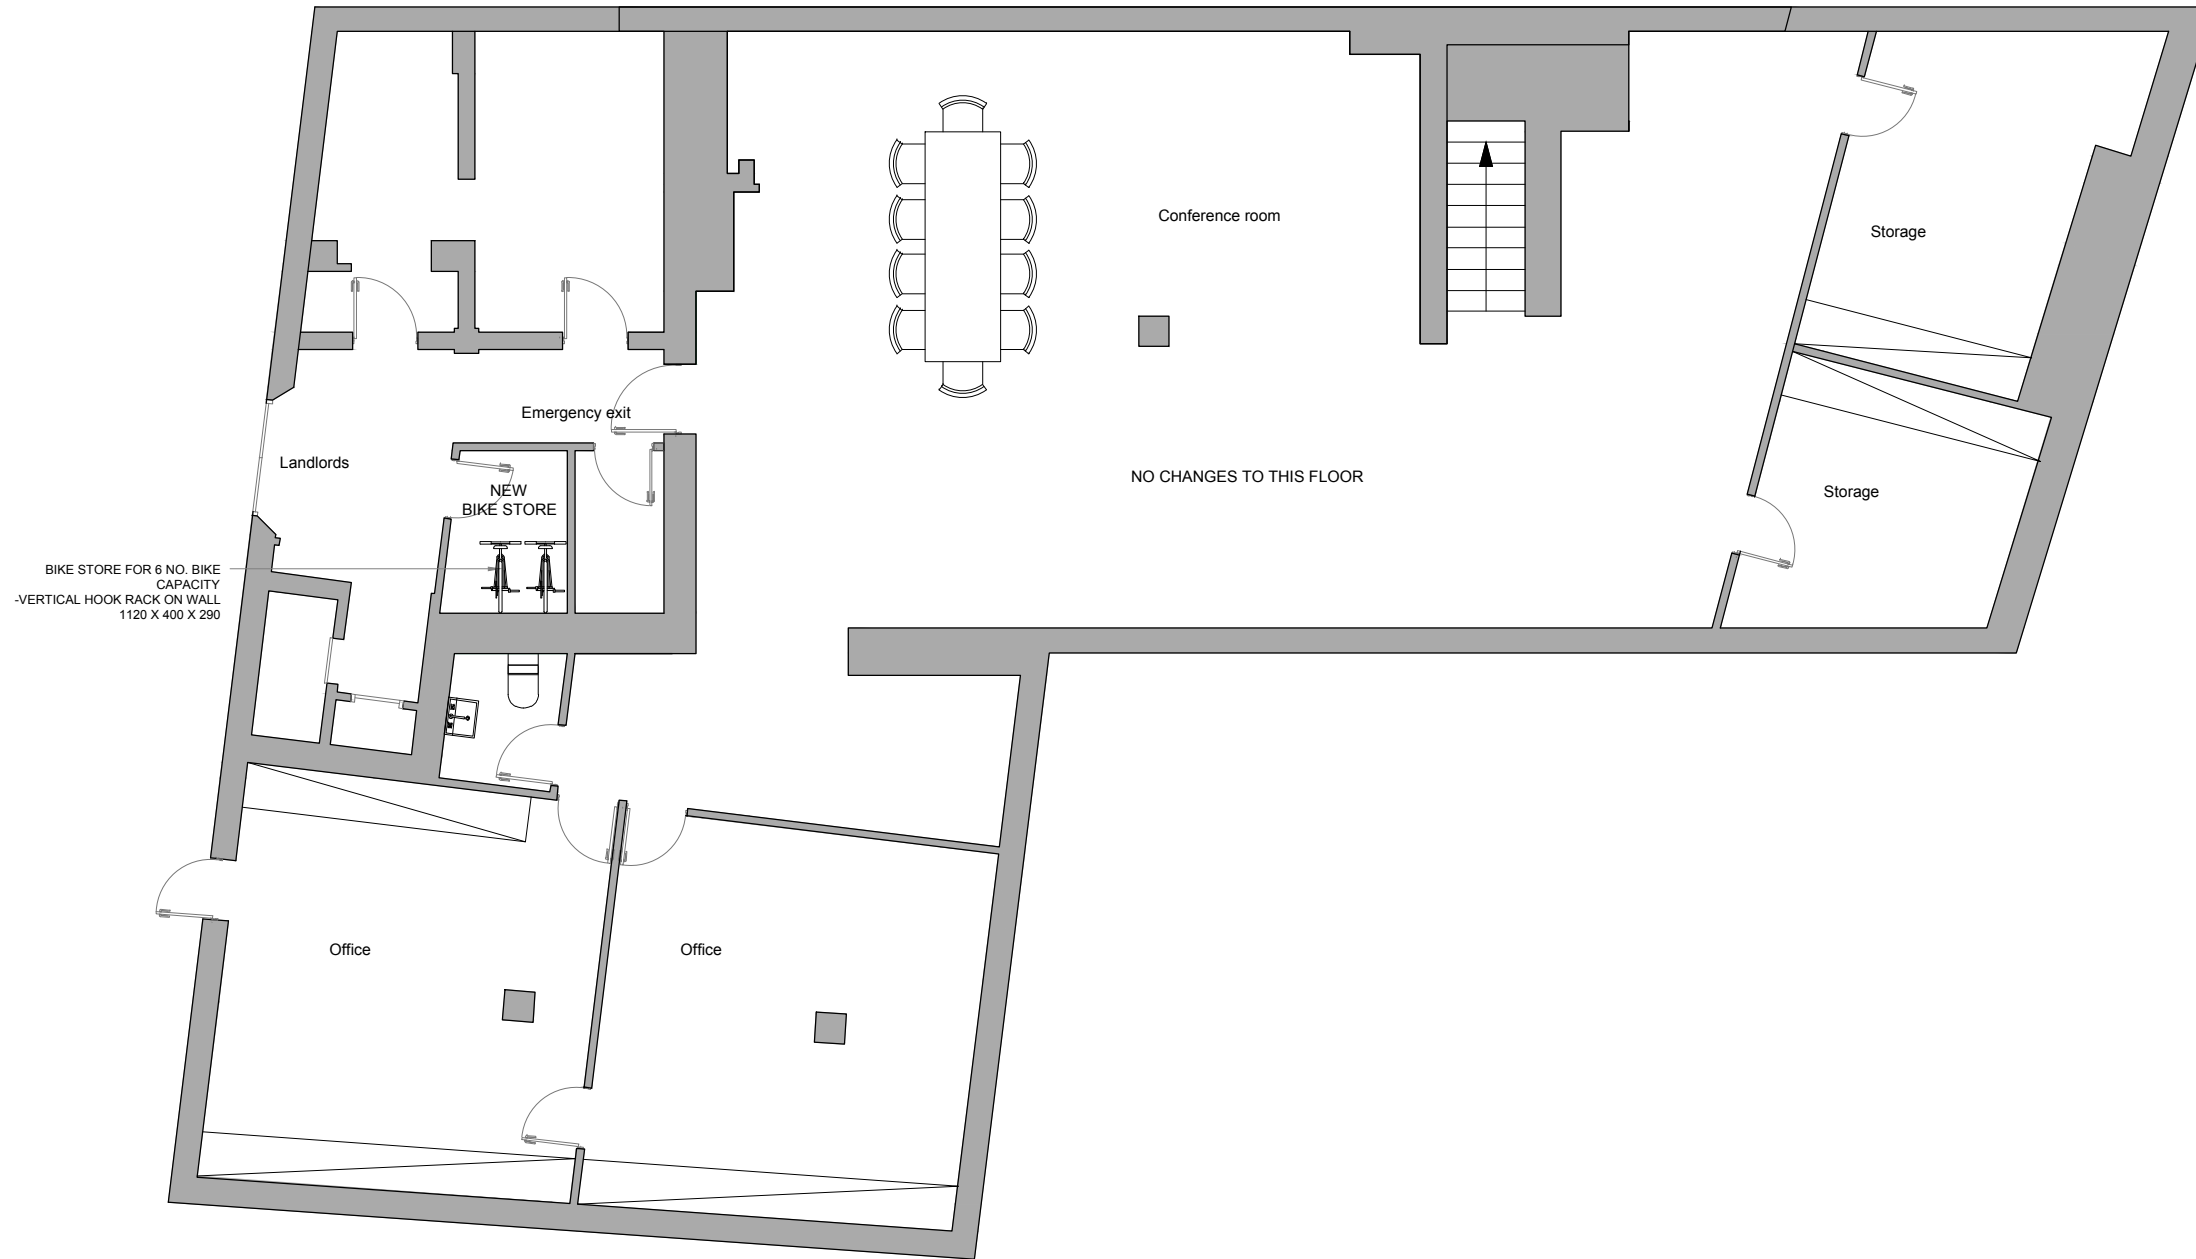 Conference room
Storage
Emergency exit
Landlords
NEW
BIKE STORE
NO CHANGES TO THIS FLOOR
Storage
BIKE STORE FOR 6 NO. BIKE
CAPACITY
-VERTICAL HOOK RACK ON WALL
1120 X 400 X 290
Office
Office